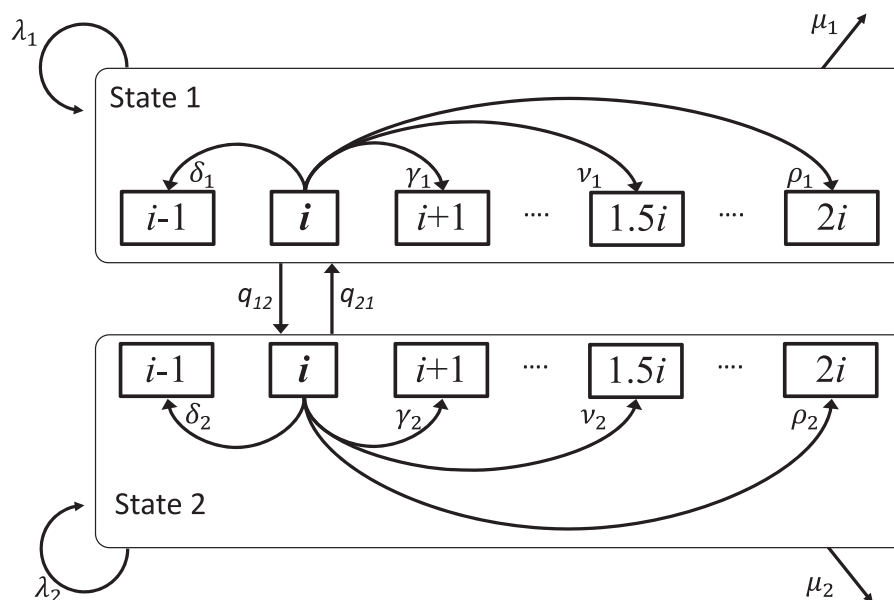 λ₁ μ₁
State 1
δ₁ γ₁ ν₁ ρ₁
i-1 i i+1 .... 1.5i .... 2i
q₁₂ q₂₁
i-1 i i+1 .... 1.5i .... 2i
δ₂ γ₂ ν₂ ρ₂
State 2
λ₂ μ₂